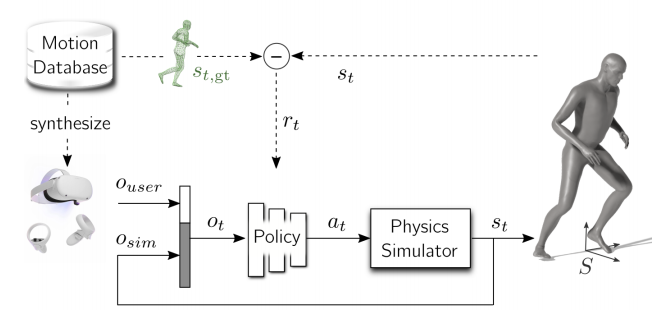 Motion
Database
s_{t,gt}
−
s_t
synthesize
r_t
o_{user}
o_{sim}
o_t
Policy
a_t
Physics
Simulator
s_t
S